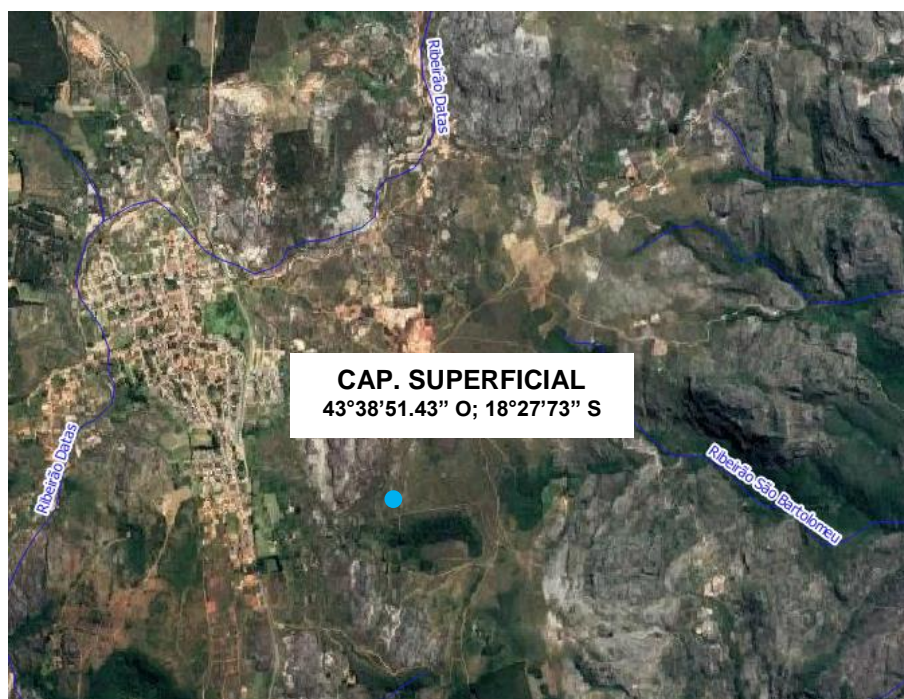 Ribeirão Datas
CAP. SUPERFICIAL
43°38’51.43” O; 18°27’73” S
Ribeirão Datas
Ribeirão São Bartolomeu